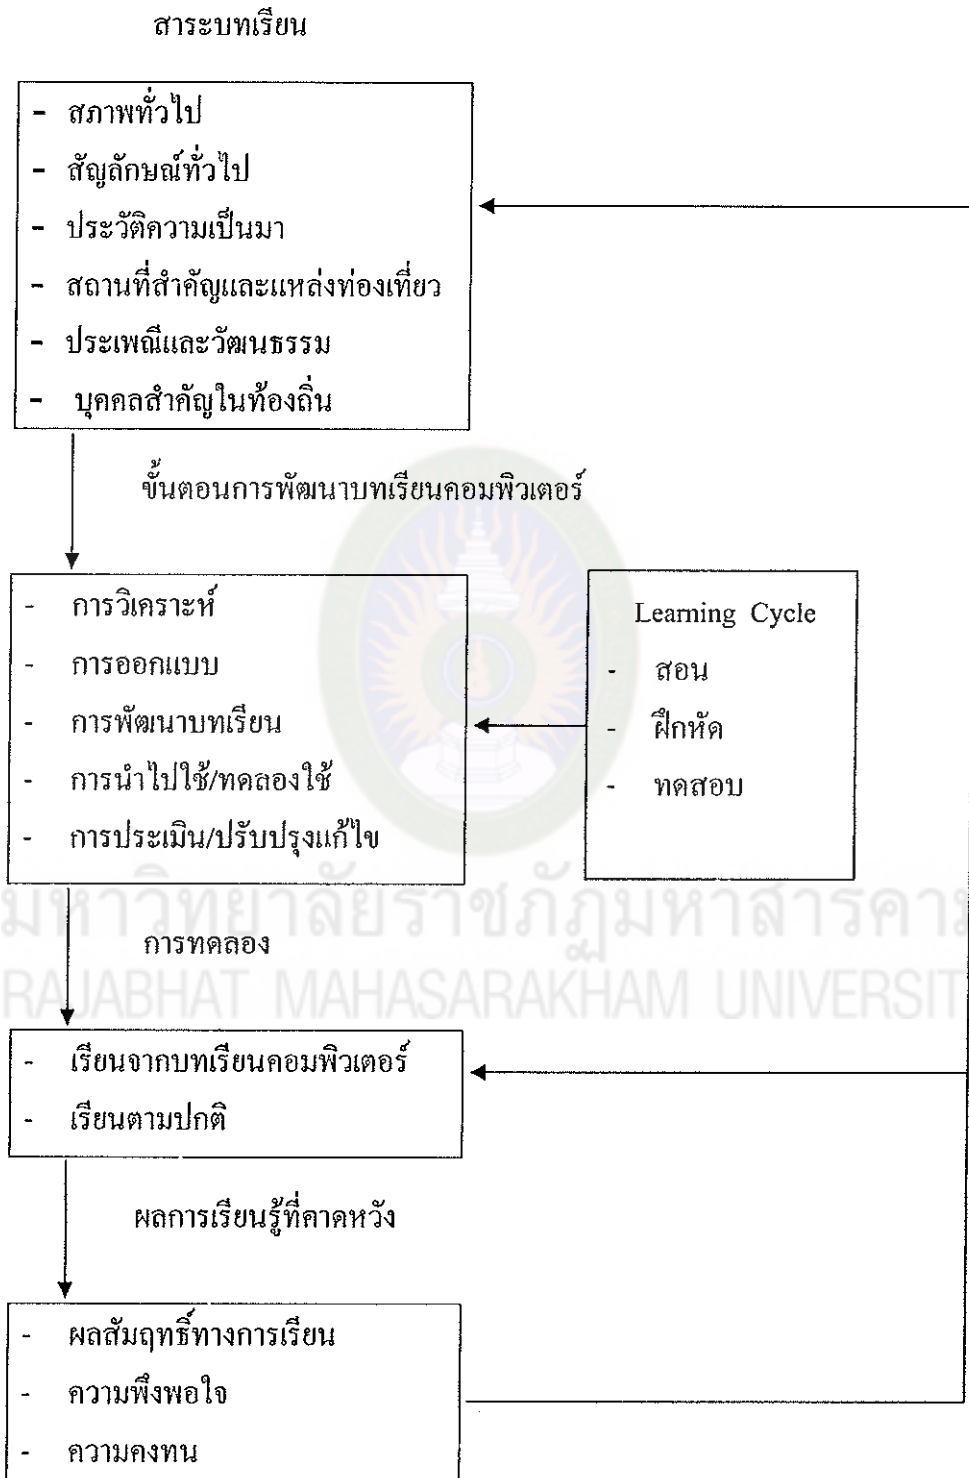 สาระบทเรียน
- สภาพทั่วไป
- สัญลักษณ์ทั่วไป
- ประวัติความเป็นมา
- สถานที่สำคัญและแหล่งท่องเที่ยว
- ประเพณีและวัฒนธรรม
- บุคคลสำคัญในท้องถิ่น
ขั้นตอนการพัฒนาบทเรียนคอมพิวเตอร์
- การวิเคราะห์
- การออกแบบ
- การพัฒนาบทเรียน
- การนำไปใช้/ทดลองใช้
- การประเมิน/ปรับปรุงแก้ไข
Learning Cycle
- สอน
- ฝึกหัด
- ทดสอบ
มหาวิทยาลัยราชภัฏมหาสารคาม
RAJABHAT MAHASARAKHAM UNIVERSIT
การทดลอง
- เรียนจากบทเรียนคอมพิวเตอร์
- เรียนตามปกติ
ผลการเรียนรู้ที่คาดหวัง
- ผลสัมฤทธิ์ทางการเรียน
- ความพึงพอใจ
- ความคงทน